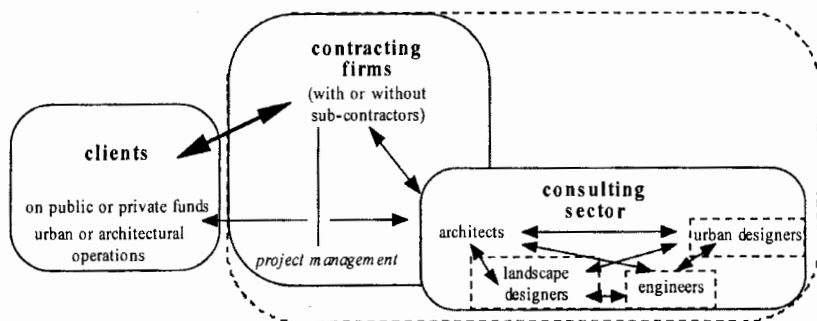 contracting
firms
(with or without
sub-contractors)
clients
on public or private funds
urban or architectural
operations
project management
consulting
sector
architects
urban designers
landscape
designers
engineers